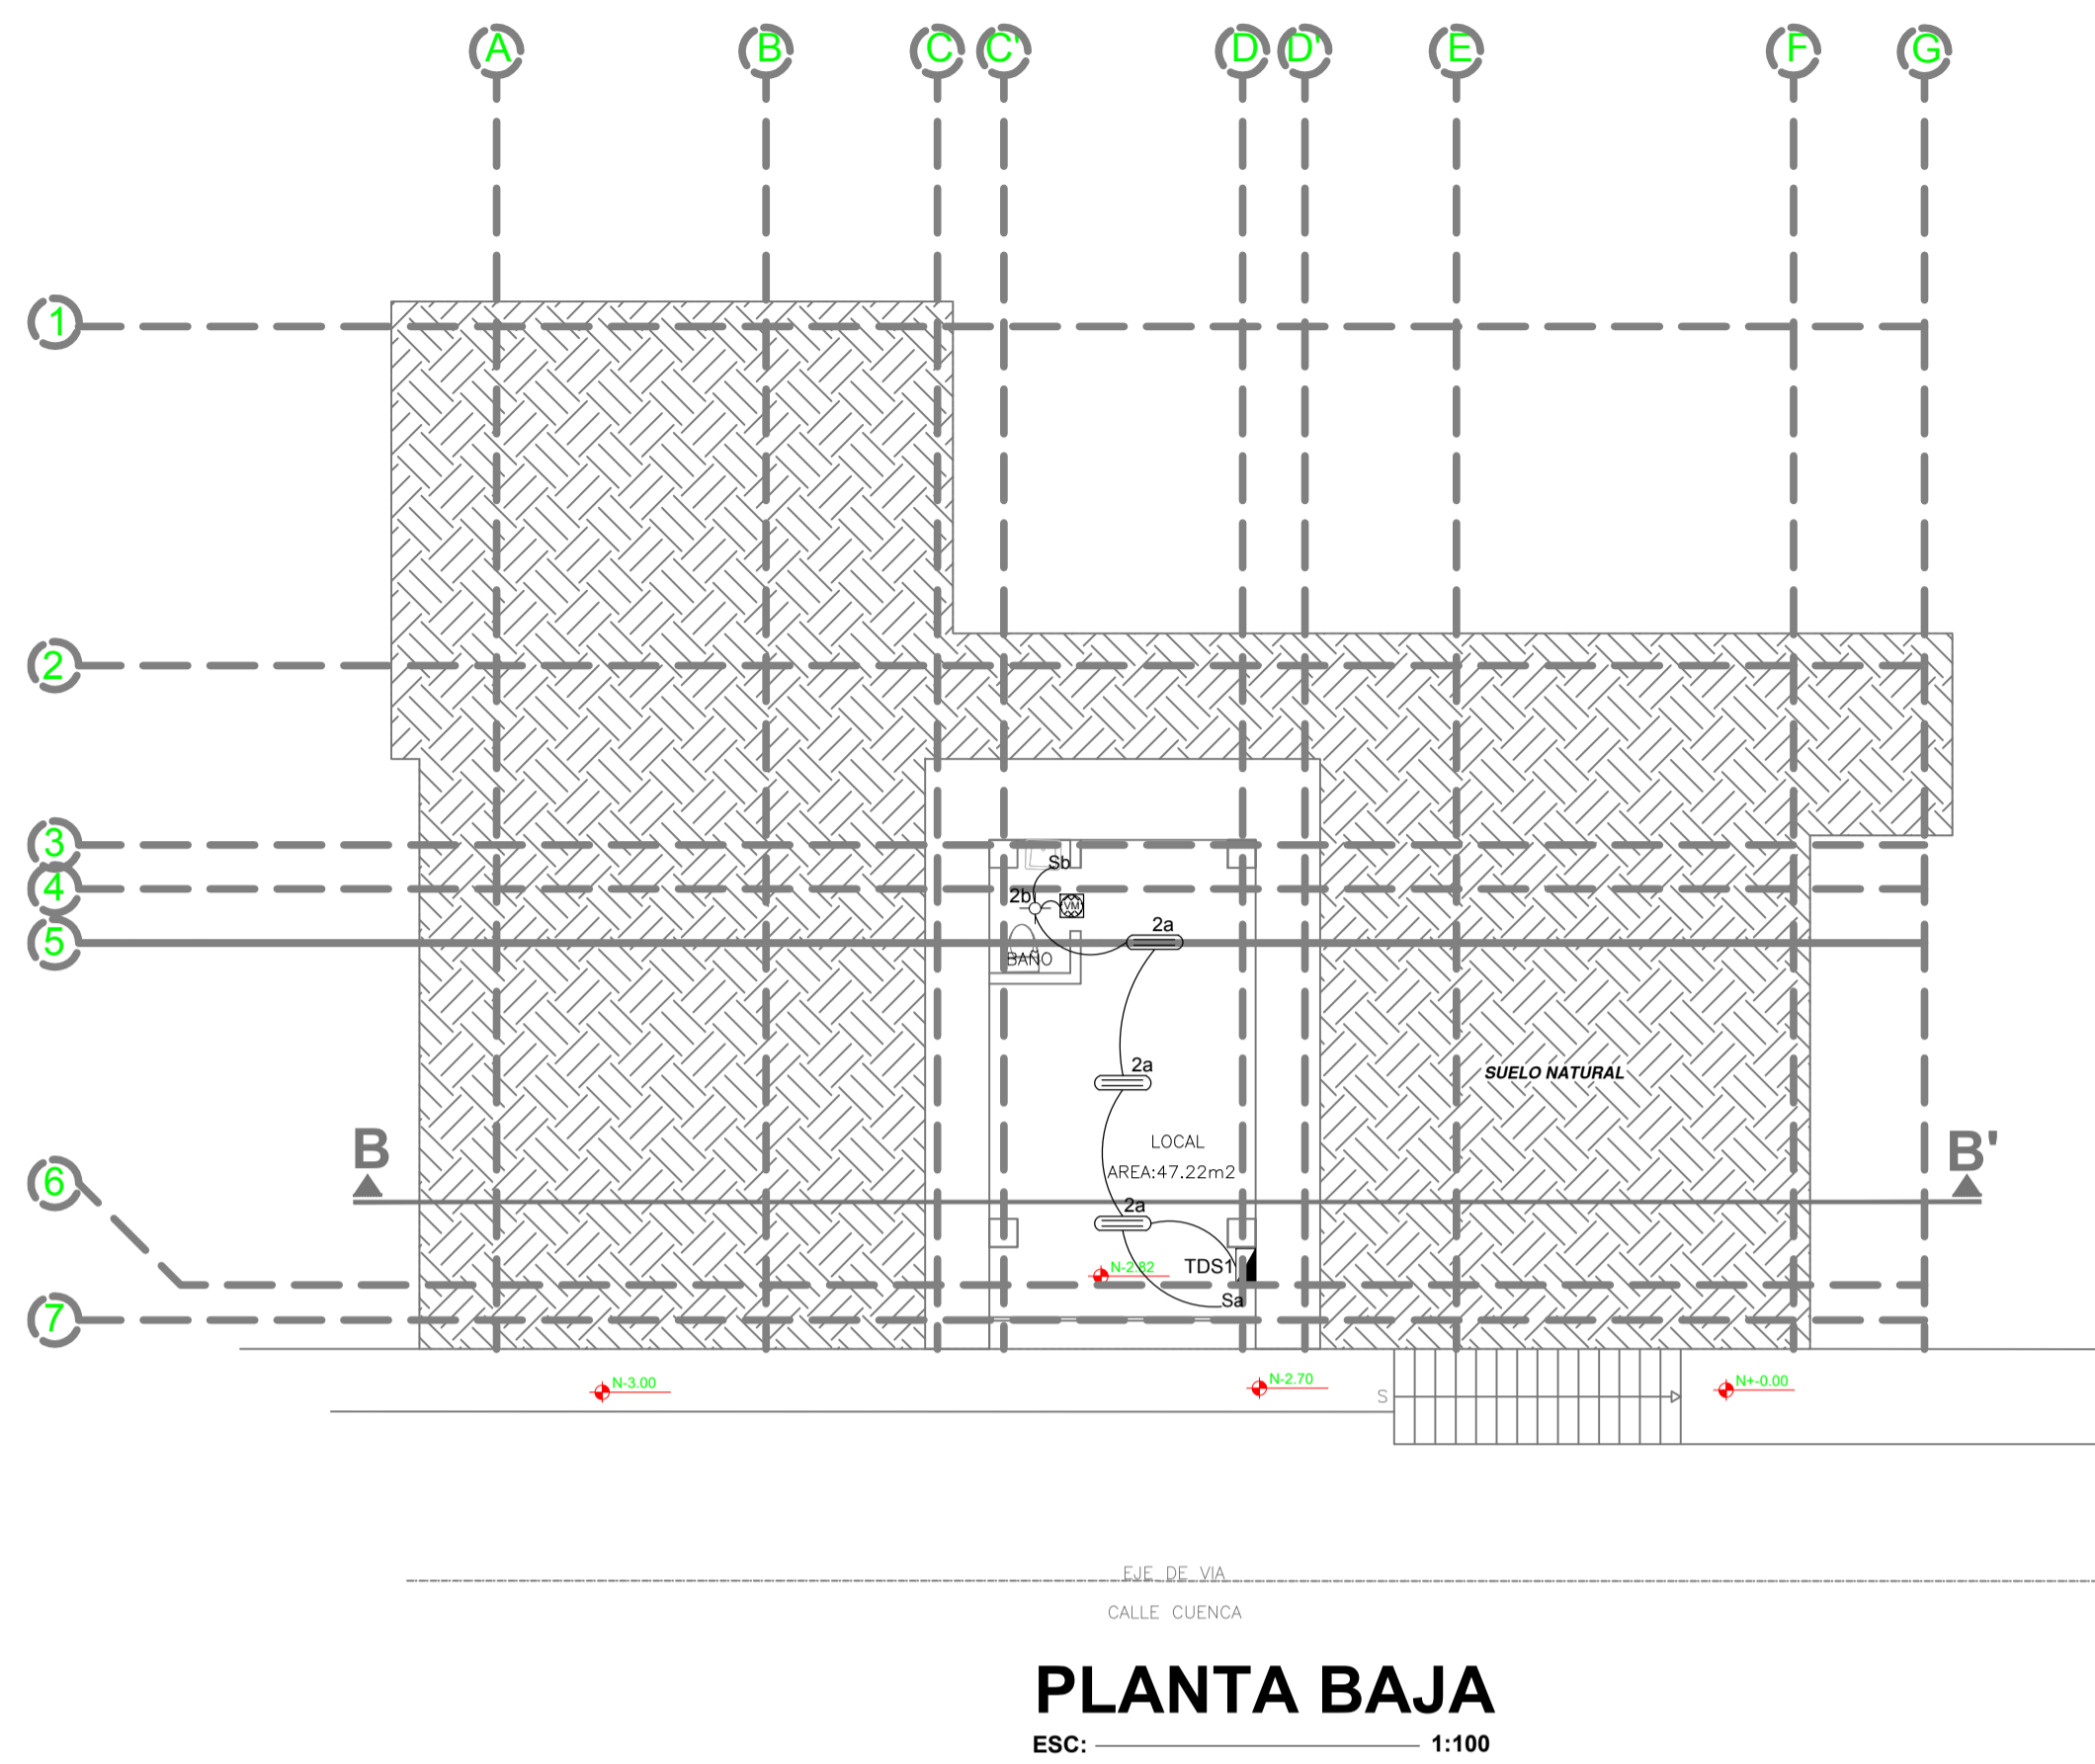 A B C C' D D' E F G
1
2
3
Sb
4
2b
VM
2a
5
BAÑO
2a
SUELO NATURAL
LOCAL
B B'
AREA:47.22m2
6
2a
N-2.82
TDS1
Sa
7
N-3.00
N-2.70
N+-0.00
S
EJE DE VIA
CALLE CUENCA
PLANTA BAJA
ESC: 1:100